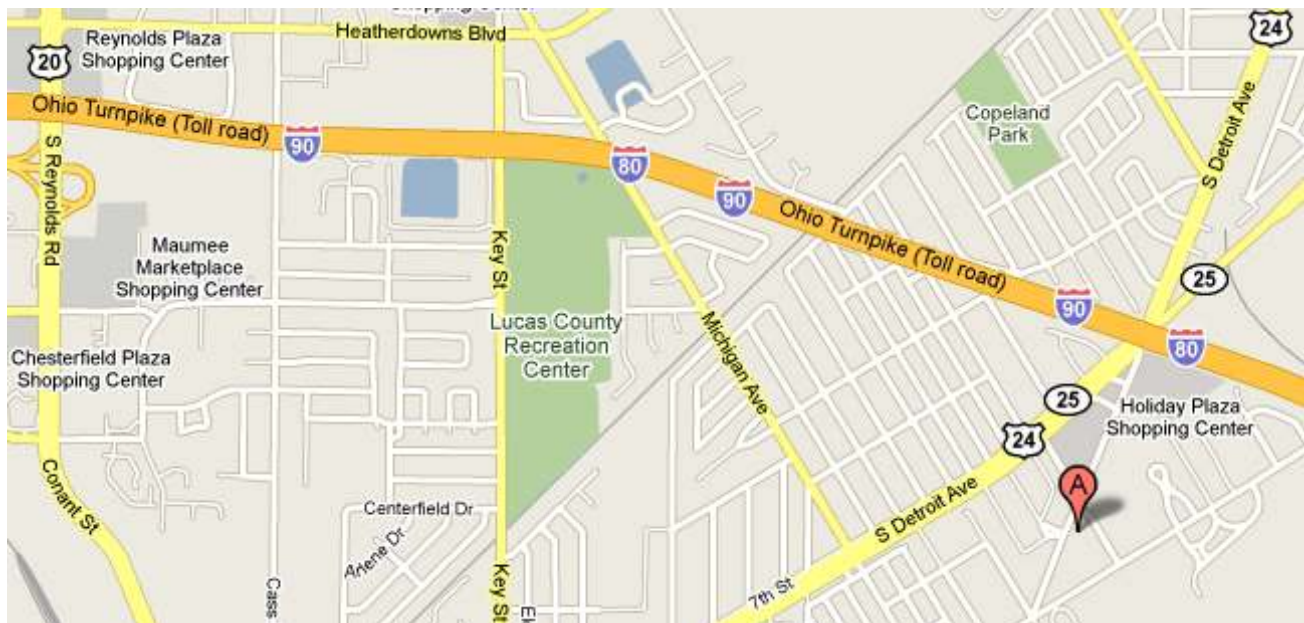 Shopping Center
Heatherdowns Blvd
24
Reynolds Plaza
Shopping Center
20
Ohio Turnpike (Toll road)
90
S Reynolds Rd
80
90
Copeland
Park
S Detroit Ave
Ohio Turnpike (Toll road)
Key St
Maumee
Marketplace
Shopping Center
25
90
80
Lucas County
Recreation
Center
Michigan Ave
Chesterfield Plaza
Shopping Center
25
Holiday Plaza
Shopping Center
24
A
Conant St
Centerfield Dr
Arlene Dr
S Detroit Ave
Cass
Key St
7th St